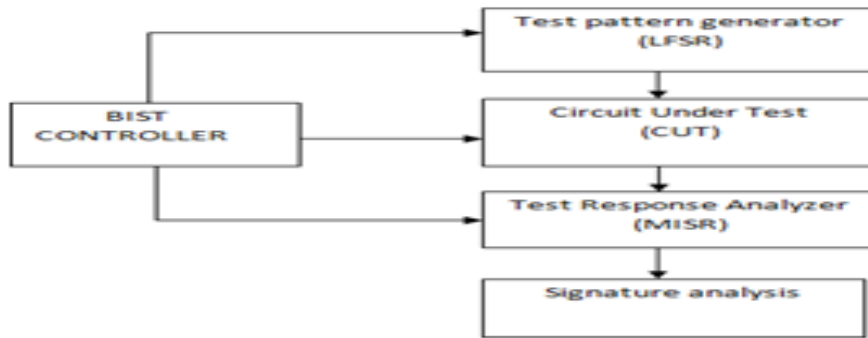 Test pattern generator
(LFSR)
BIST
CONTROLLER
Circuit Under Test
(CUT)
Test Response Analyzer
(MISR)
Signature analysis